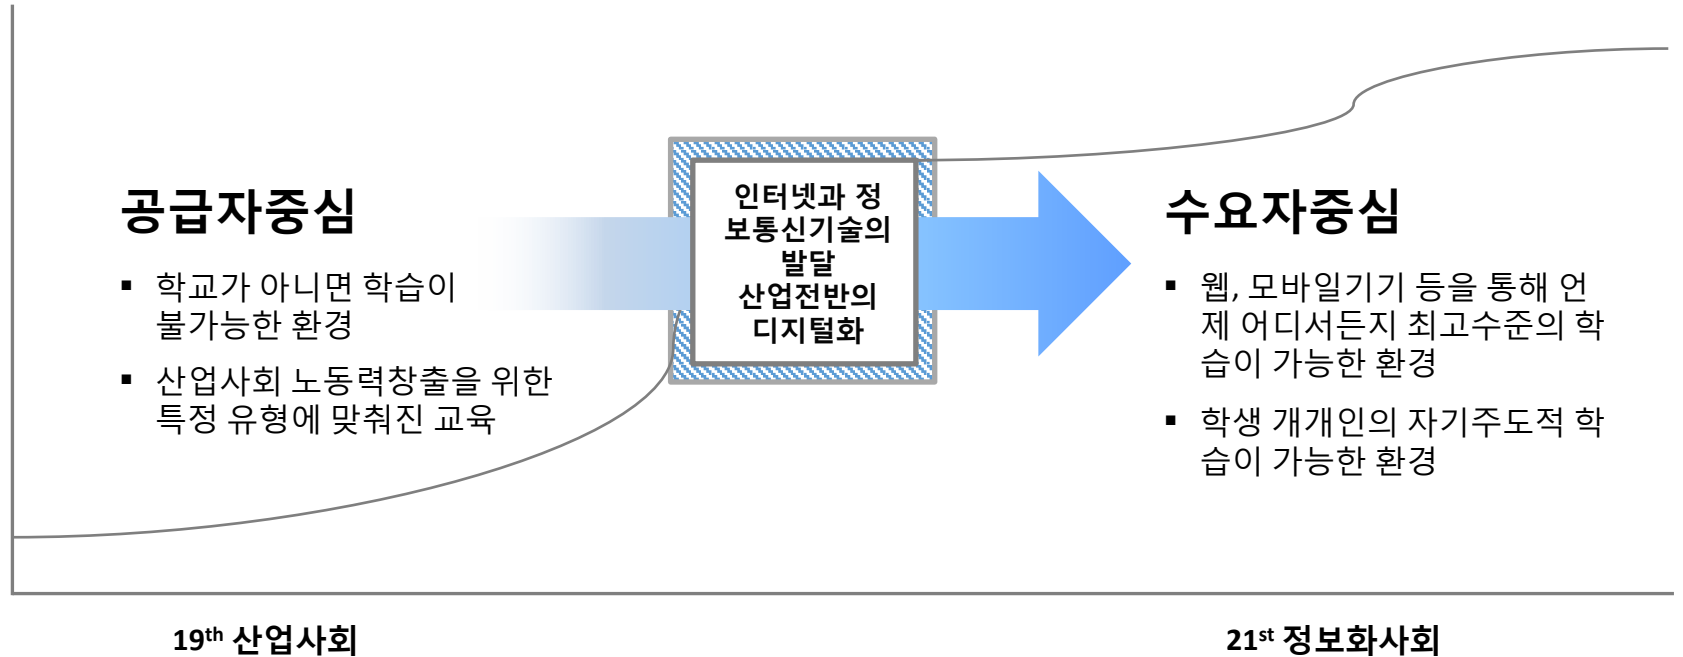 공급자중심
▪ 학교가 아니면 학습이
불가능한 환경
▪ 산업사회 노동력창출을 위한
특정 유형에 맞춰진 교육
인터넷과 정
보통신기술의
발달
산업전반의
디지털화
수요자중심
▪ 웹, 모바일기기 등을 통해 언
제 어디서든지 최고수준의 학
습이 가능한 환경
▪ 학생 개개인의 자기주도적 학
습이 가능한 환경
19th 산업사회
21st 정보화사회